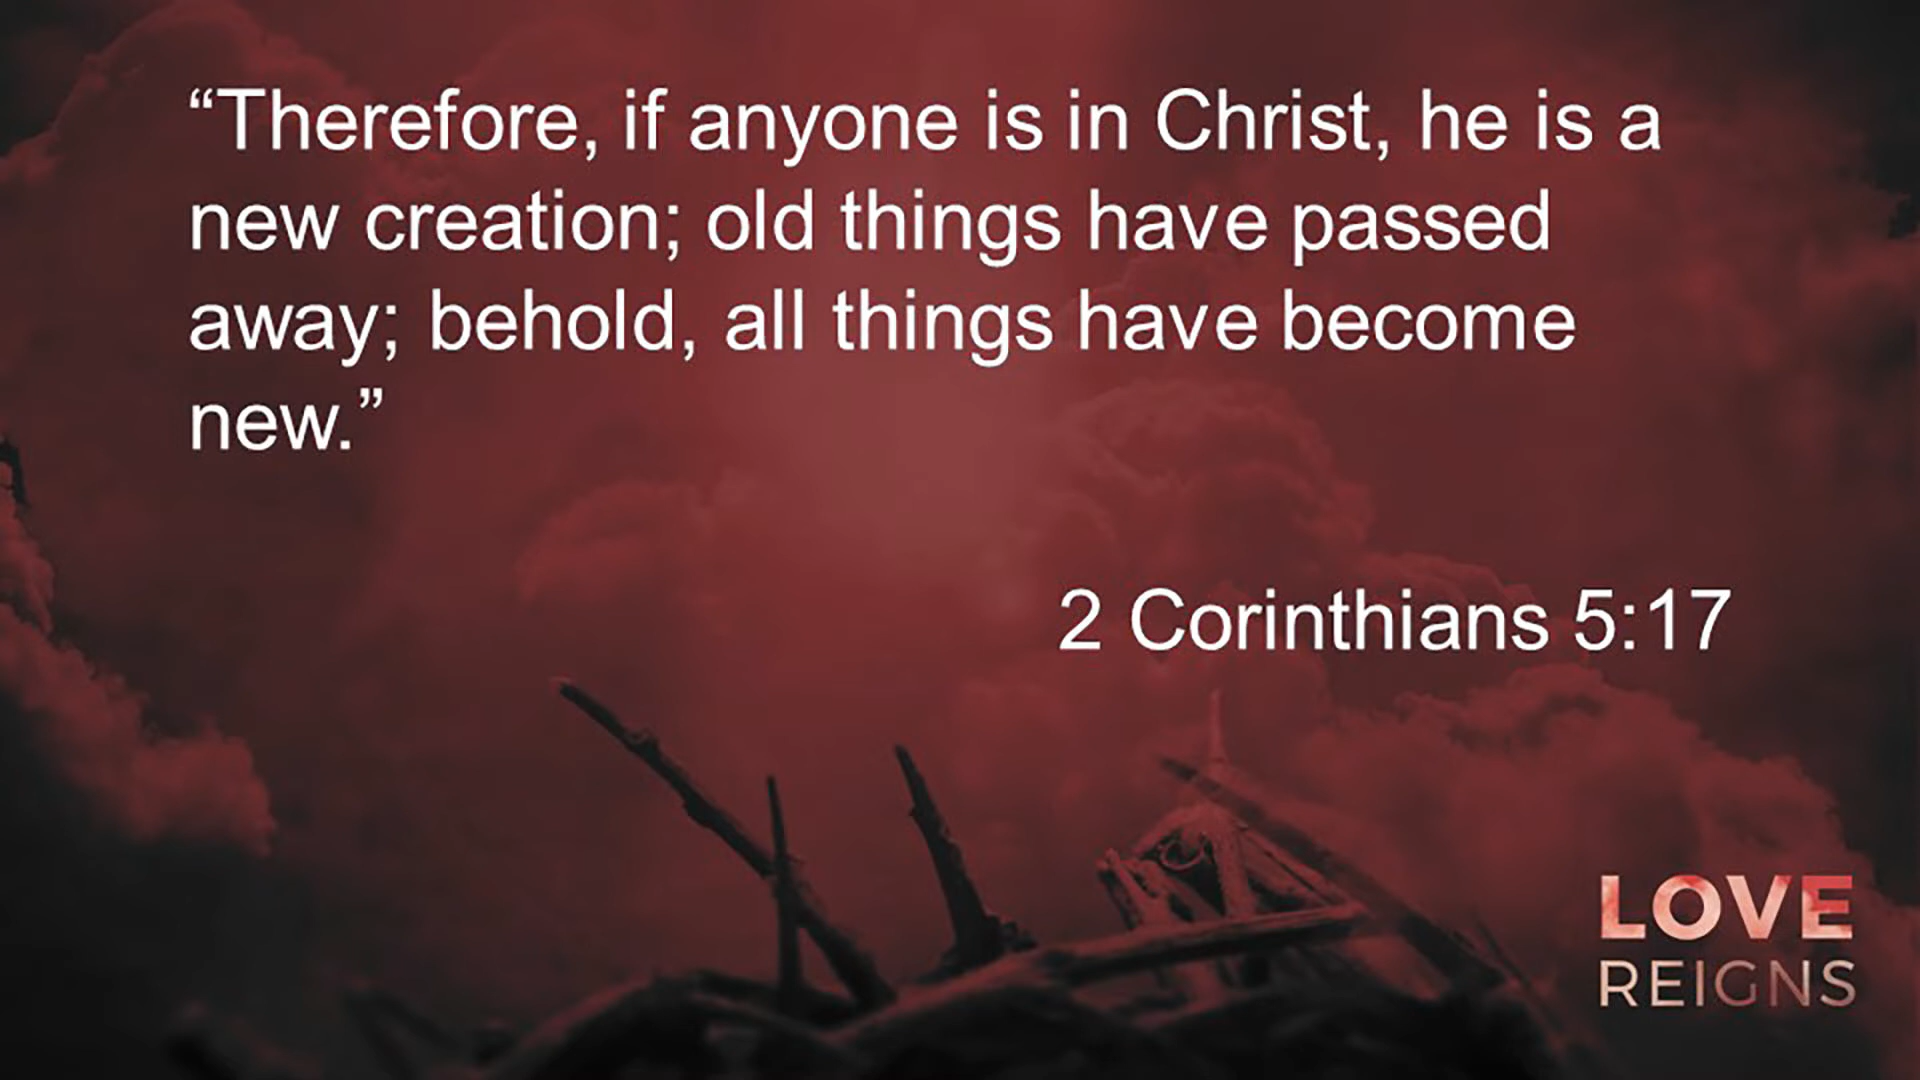 “Therefore, if anyone is in Christ, he is a
new creation; old things have passed
away; behold, all things have become
new.”
2 Corinthians 5:17
LOVE
REIGNS